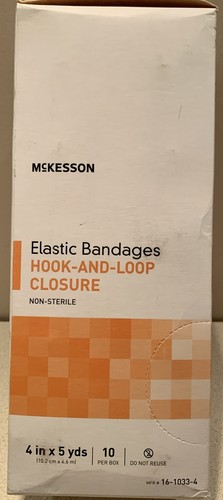 McKESSON
Elastic Bandages
HOOK-AND-LOOP
CLOSURE
NON-STERILE
4 in x 5 yds
(10.2 cm x 4.6 m)
10
PER BOX
DO NOT REUSE
MFR # 16-1033-4